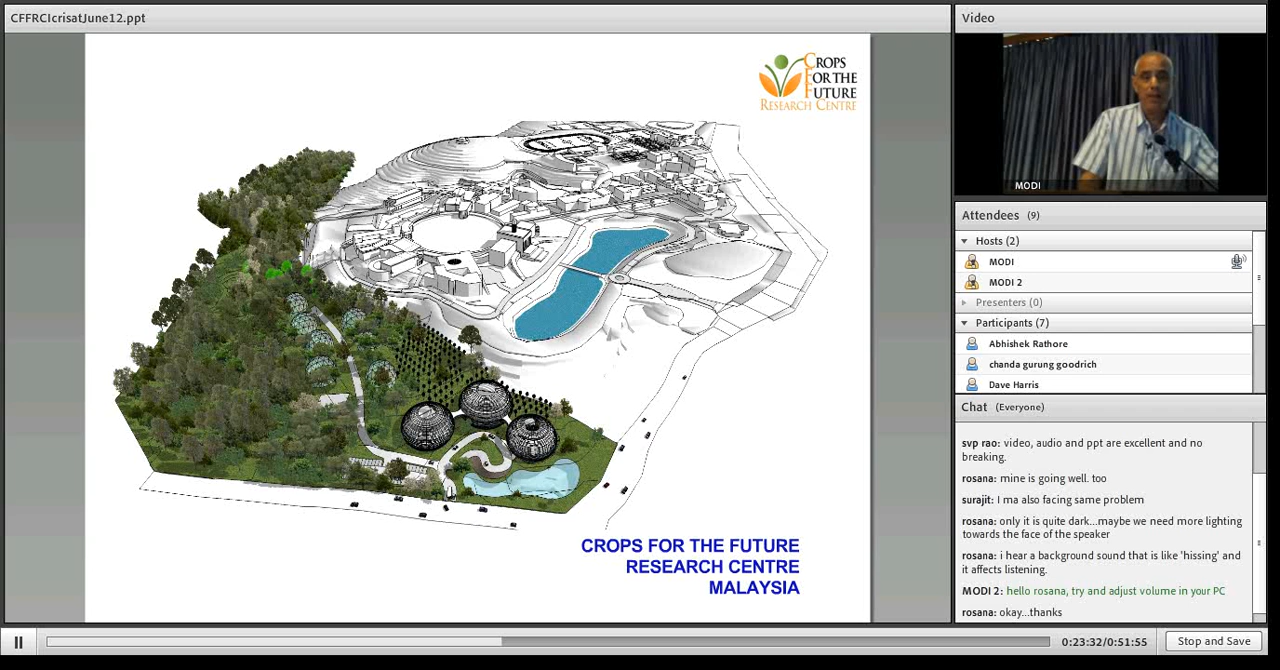 CFFRCIcrisatJune12.ppt
CROPS
FOR THE
FUTURE
RESEARCH CENTRE
CROPS FOR THE FUTURE
RESEARCH CENTRE
MALAYSIA
Video
MODI
Attendees (9)
Hosts (2)
MODI
MODI 2
Presenters (0)
Participants (7)
Abhishek Rathore
chanda gurung goodrich
Dave Harris
Chat (Everyone)
svp rao: video, audio and ppt are excellent and no
breaking.
rosana: mine is going well. too
surajit: I ma also facing same problem
rosana: only it is quite dark...maybe we need more lighting
towards the face of the speaker
rosana: i hear a background sound that is like 'hissing' and
it affects listening.
MODI 2: hello rosana, try and adjust volume in your PC
rosana: okay...thanks
0:23:32/0:51:55
Stop and Save